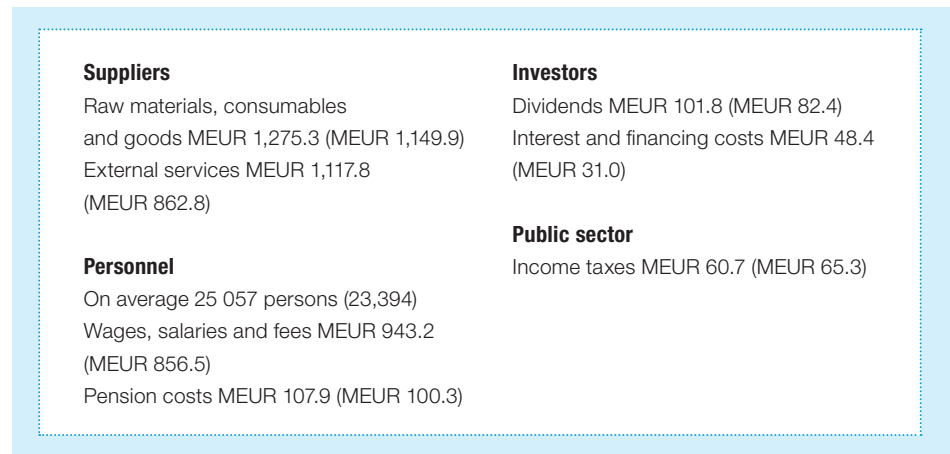 Suppliers
Raw materials, consumables
and goods MEUR 1,275.3 (MEUR 1,149.9)
External services MEUR 1,117.8
(MEUR 862.8)
Personnel
On average 25 057 persons (23,394)
Wages, salaries and fees MEUR 943.2
(MEUR 856.5)
Pension costs MEUR 107.9 (MEUR 100.3)
Investors
Dividends MEUR 101.8 (MEUR 82.4)
Interest and financing costs MEUR 48.4
(MEUR 31.0)
Public sector
Income taxes MEUR 60.7 (MEUR 65.3)